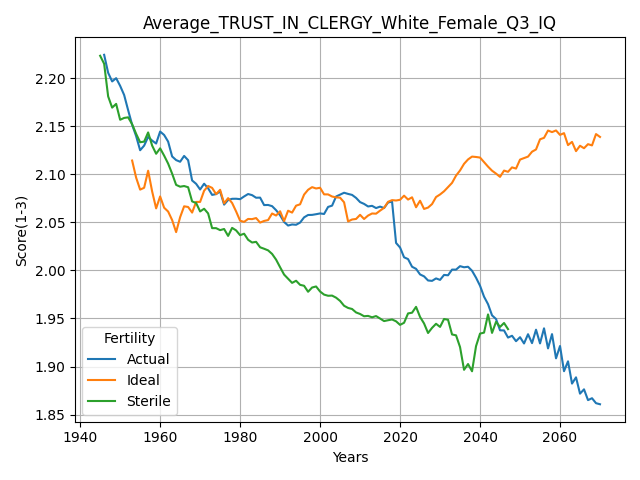 Average_TRUST_IN_CLERGY_White_Female_Q3_IQ
Score(1-3)
2.20
2.15
2.10
2.05
2.00
1.95
1.90
1.85
Fertility
Actual
Ideal
Sterile
1940
1960
1980
2000
2020
2040
2060
Years